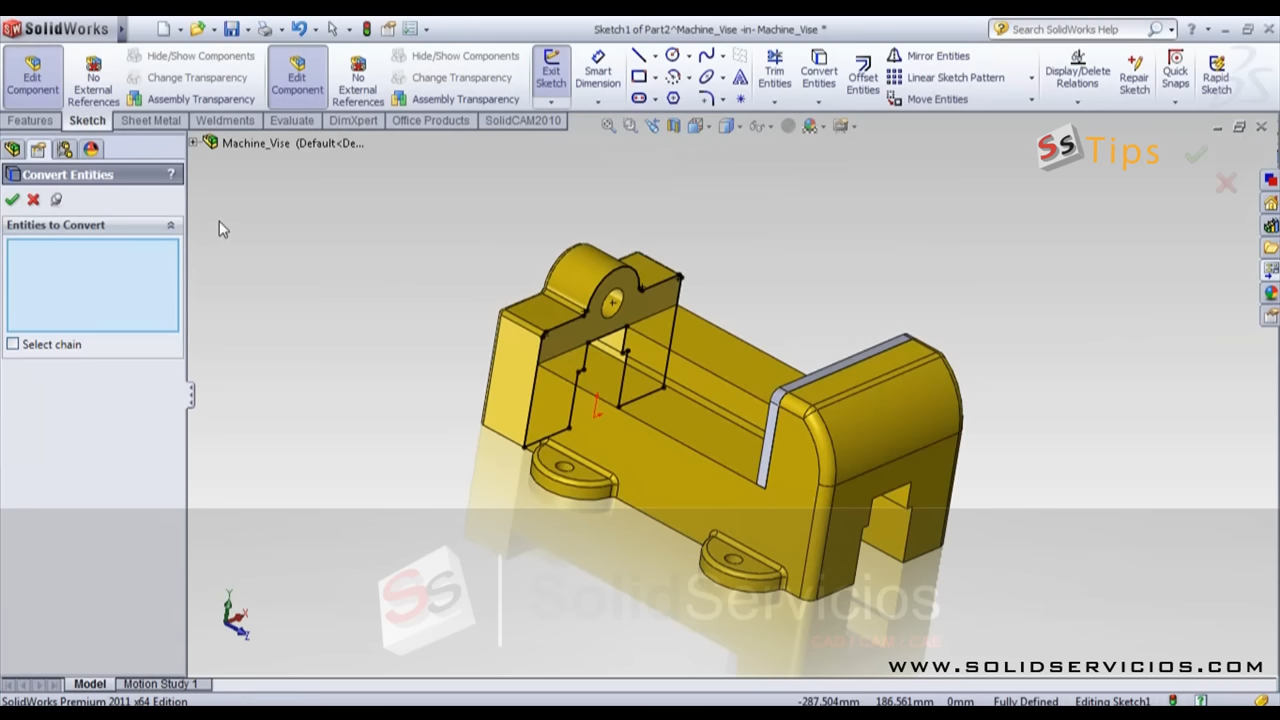 SolidWorks
Sketch1 of Part2^Machine_Vise -in- Machine_Vise *
Search SolidWorks Help
Edit Component
No External References
Hide/Show Components
Change Transparency
Assembly Transparency
Edit Component
No External References
Hide/Show Components
Change Transparency
Assembly Transparency
Exit Sketch
Smart Dimension
Trim Entities
Convert Entities
Offset Entities
Mirror Entities
Linear Sketch Pattern
Move Entities
Display/Delete Relations
Repair Sketch
Quick Snaps
Rapid Sketch
Features Sketch Sheet Metal Weldments Evaluate DimXpert Office Products SolidCAM2010
Machine_Vise (Default<De...
SS Tips
Convert Entities ?
Entities to Convert
Select chain
SS SolidServicios
CAD / CAM / CAE
Y X Z
WWW.SOLIDSERVICIOS.COM
Model Motion Study 1
SolidWorks Premium 2011 x64 Edition -287.504mm 186.561mm 0mm Fully Defined Editing Sketch1